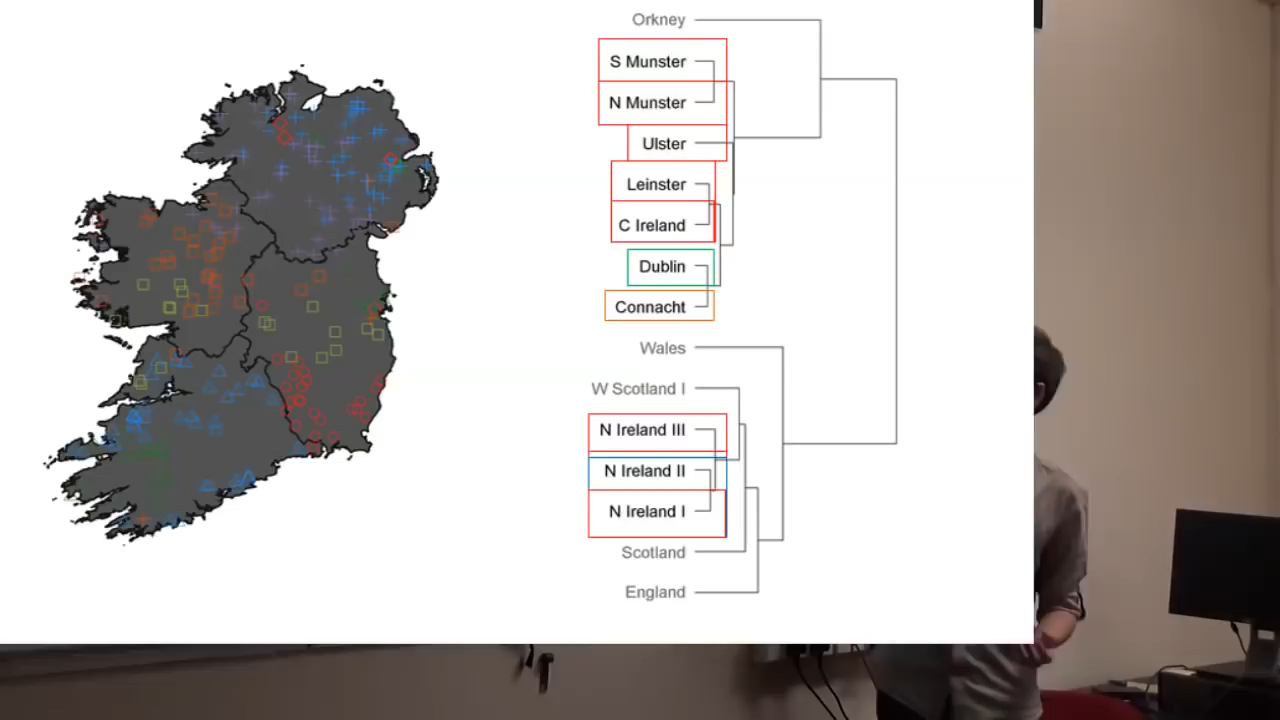 Orkney
S Munster
N Munster
Ulster
Leinster
C Ireland
Dublin
Connacht
Wales
W Scotland I
N Ireland III
N Ireland II
N Ireland I
Scotland
England